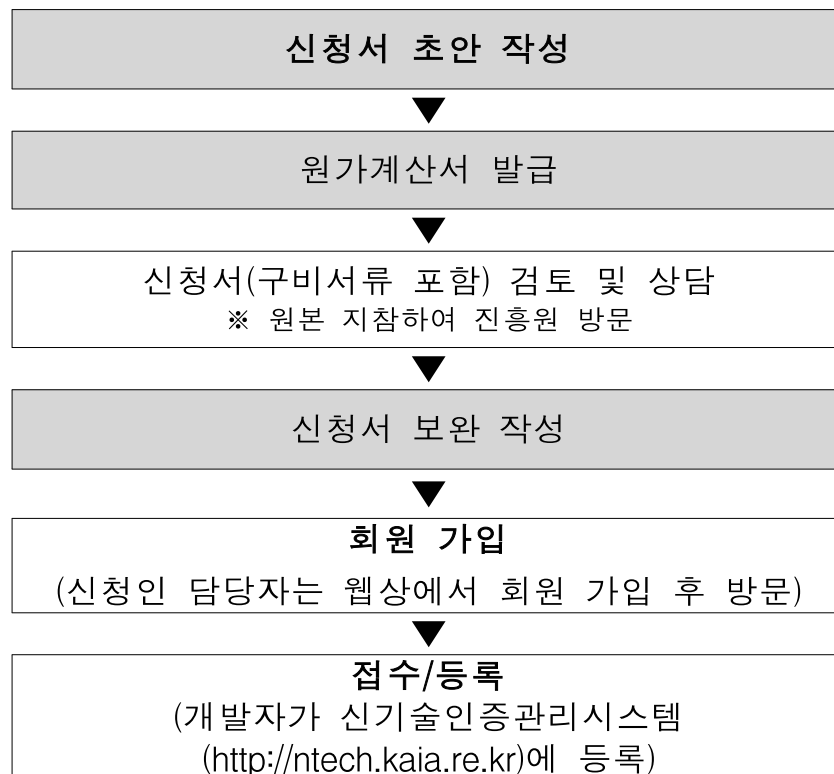 신청서 초안 작성
원가계산서 발급
신청서(구비서류 포함) 검토 및 상담
※ 원본 지참하여 진흥원 방문
신청서 보완 작성
회원 가입
(신청인 담당자는 웹상에서 회원 가입 후 방문)
접수/등록
(개발자가 신기술인증관리시스템
(http://ntech.kaia.re.kr)에 등록)